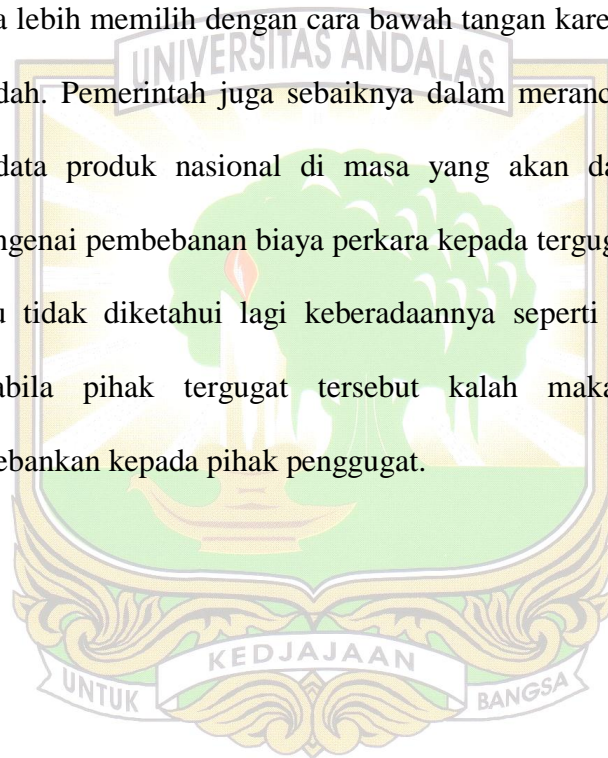 a lebih memilih dengan cara bawah tangan kare
UNIVERSITAS ANDALAS
dah. Pemerintah juga sebaiknya dalam meranc
data produk nasional di masa yang akan da
ngenai pembebanan biaya perkara kepada tergug
u tidak diketahui lagi keberadaannya seperti
abila pihak tergugat tersebut kalah maka
ebankan kepada pihak penggugat.
KEDJAJAAN
UNTUK BANGSA